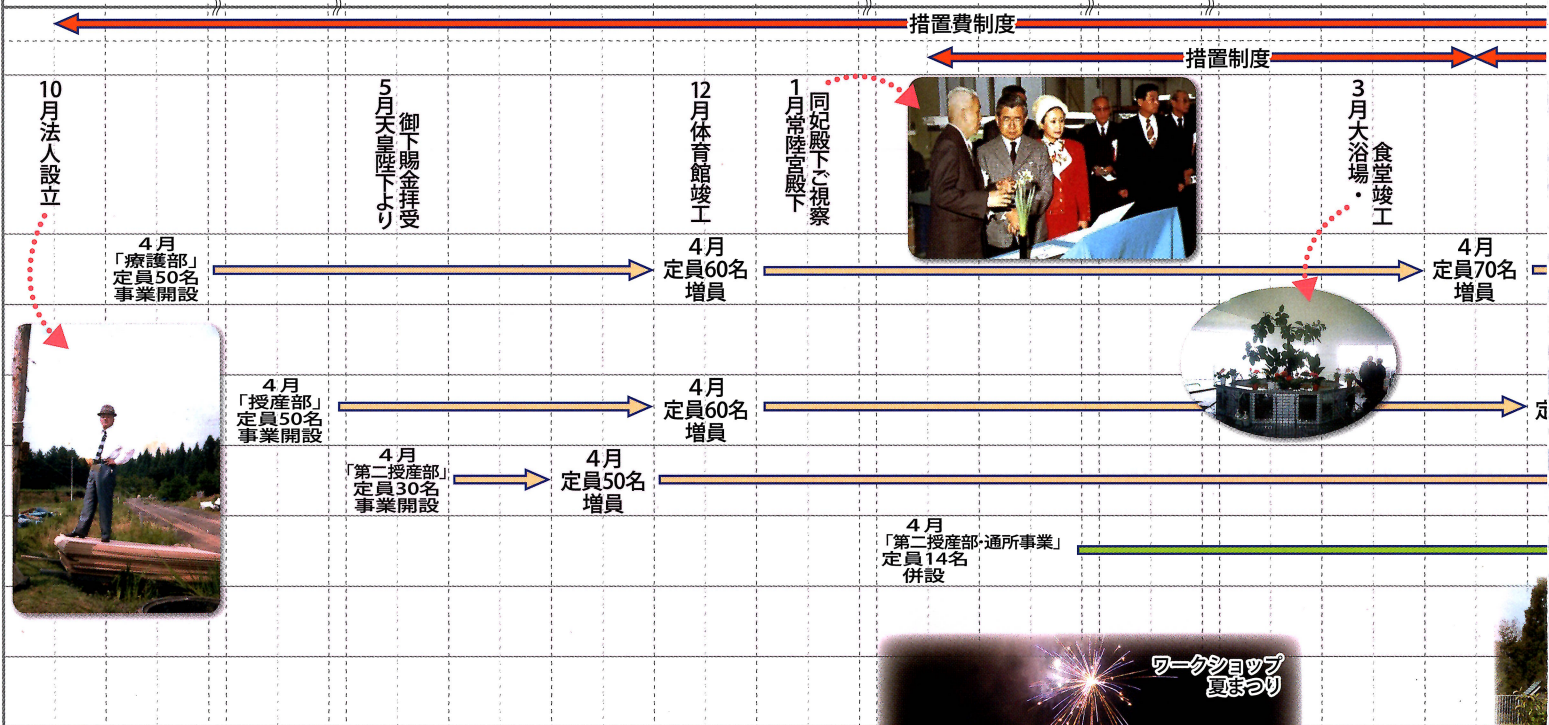 措置費制度
措置制度
10月法人設立
5月天皇陛下より
御下賜金拝受
12月体育館竣工
1月常陸宮殿下
同妃殿下ご視察
3月大浴場・
食堂竣工
4月
「療護部」
定員50名
事業開設
4月
定員60名
増員
4月
定員70名
増員
4月
「授産部」
定員50名
事業開設
4月
定員60名
増員
4月
「第二授産部」
定員30名
事業開設
4月
定員50名
増員
4月
「第二授産部・通所事業」
定員14名
併設
ワークショップ
夏まつり